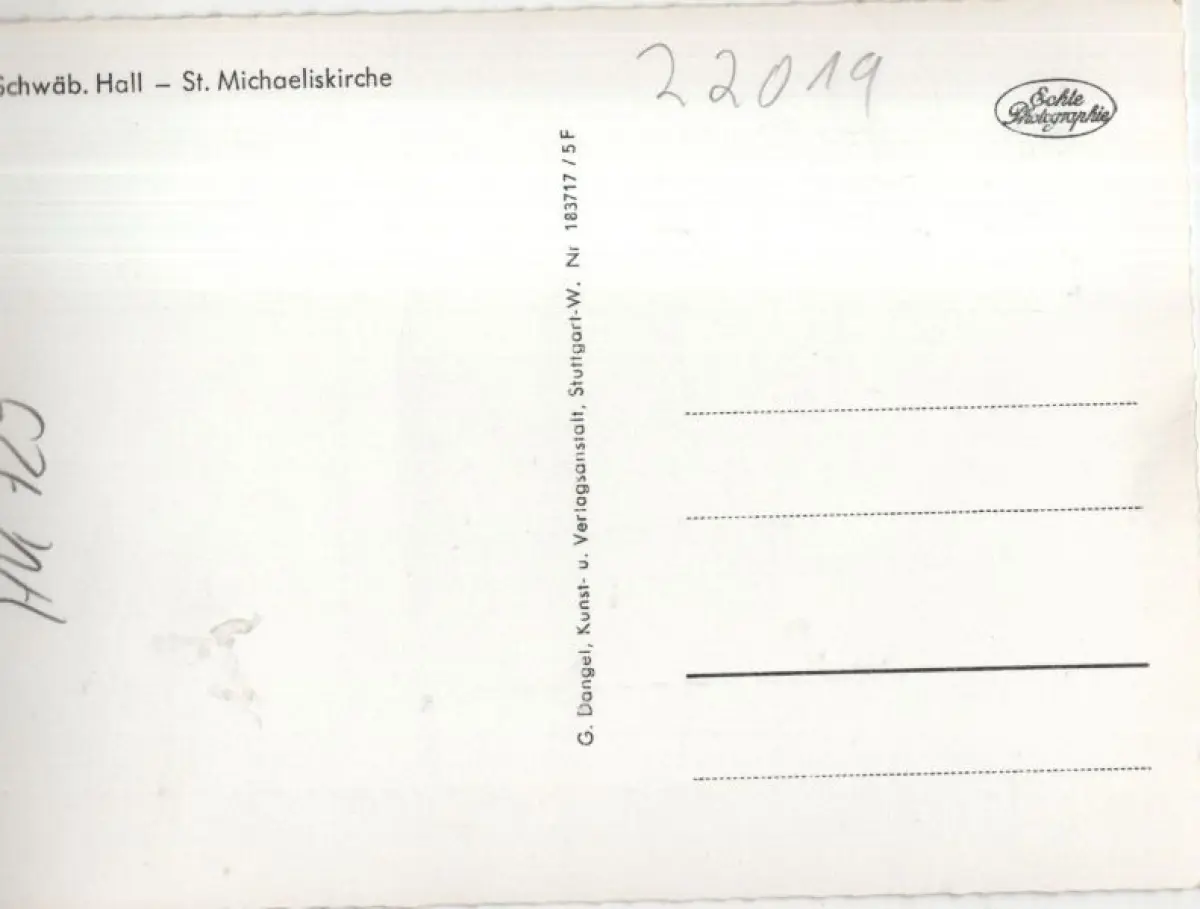 Schwäb. Hall – St. Michaeliskirche
22019
Echte
Photographie
G. Dangel, Kunst- u. Verlagsanstalt, Stuttgart-W. Nr 183717 / 5 F